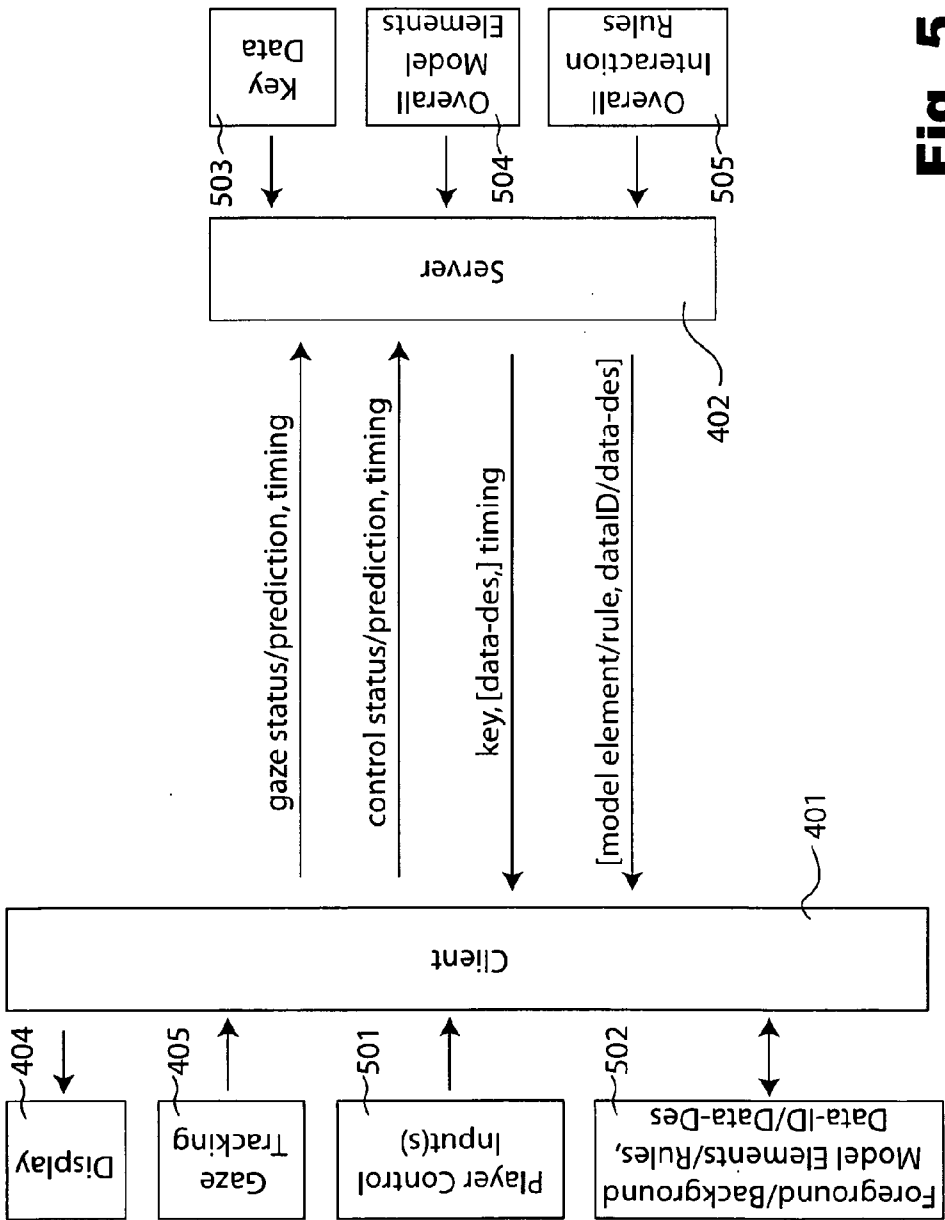 404
Display
405
Gaze
Tracking
501
Player Control
Input(s)
502
Foreground/Background
Model Elements/Rules,
Data-ID/Data-Des
Client
401
gaze status/prediction, timing
control status/prediction, timing
key, [data-des,] timing
[model element/rule, dataID/data-des]
Server
402
503
Key
Data
504
Overall
Model
Elements
505
Overall
Interaction
Rules
Fig. 5